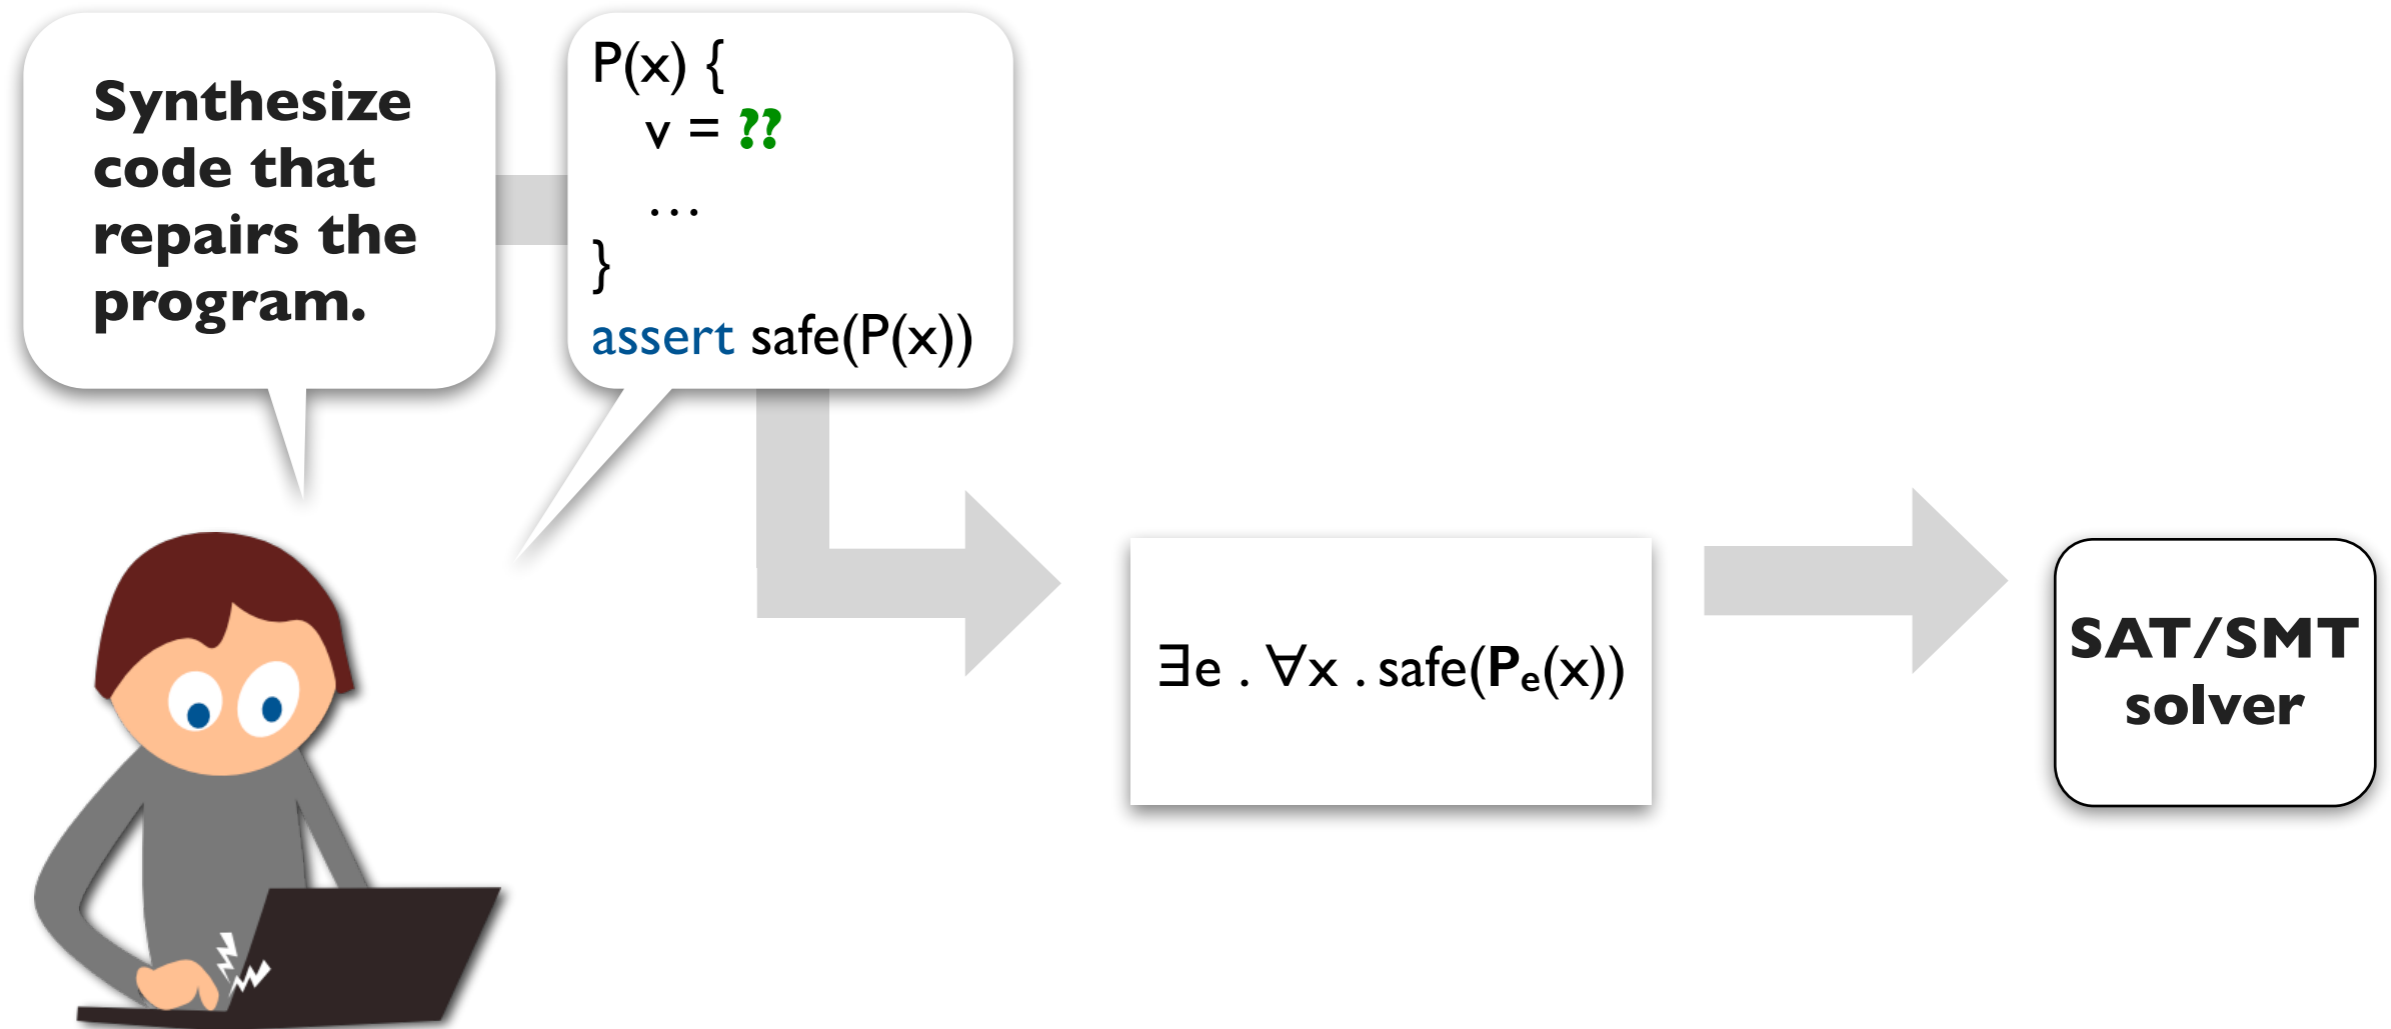 Synthesize
code that
repairs the
program.
P(x) {
v = ??
…
}
assert safe(P(x))
∃e . ∀x . safe(Pₑ(x))
SAT/SMT
solver